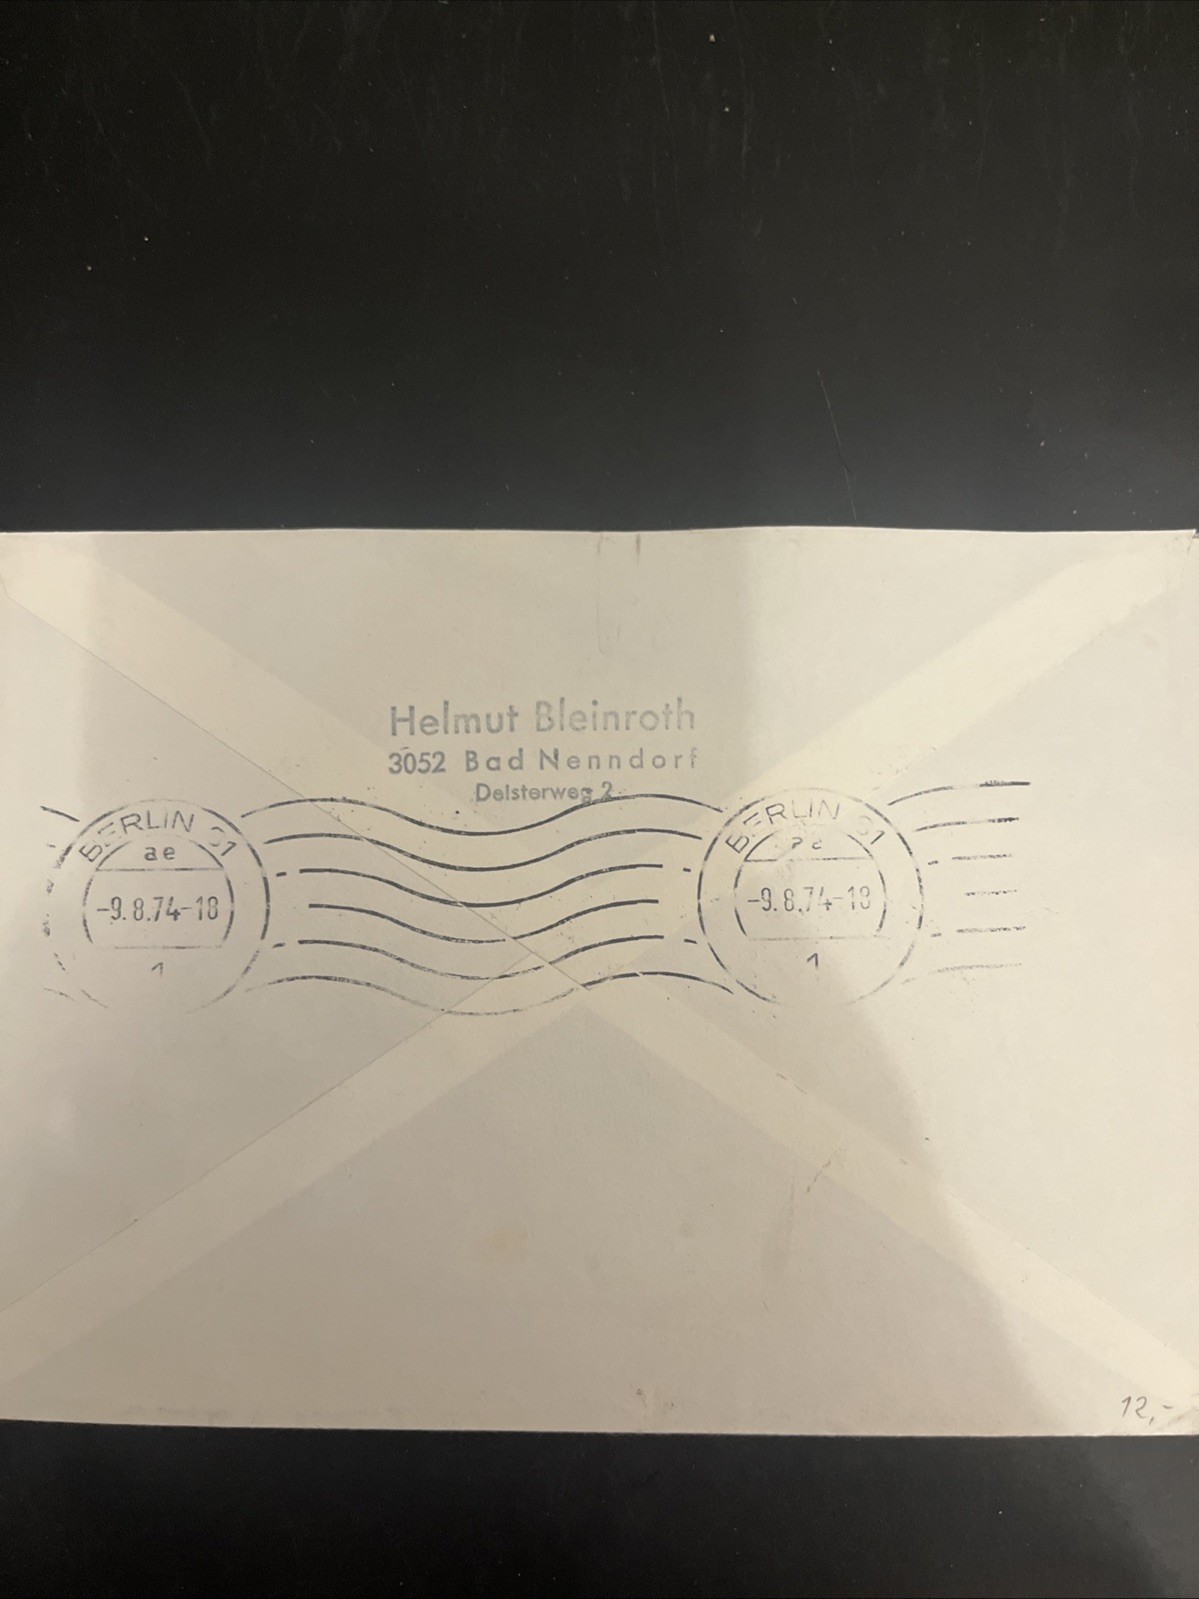 Helmut Bleinroth
3052 Bad Nenndorf
Deisterweg 2
BERLIN 31
ae
-9.8.74-18
1
BERLIN 31
-9.8.74-18
1
12,-